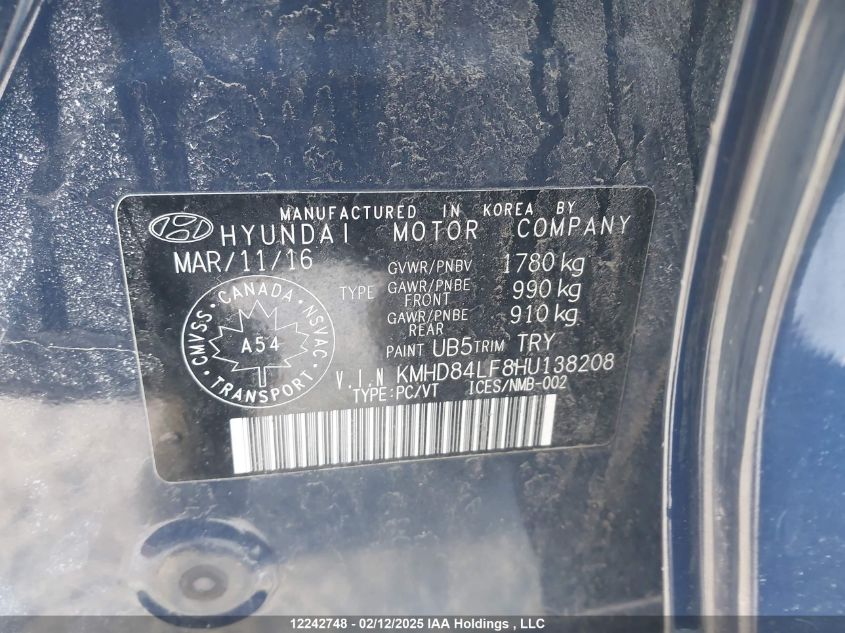 MANUFACTURED IN KOREA BY
HYUNDAI MOTOR COMPANY
MAR/11/16
GVWR/PNBV 1780 kg
TYPE GAWR/PNBE FRONT 990 kg
GAWR/PNBE REAR 910 kg
PAINT UB5 TRIM TRY
CMVSS · CANADA · NSVAC
A54
· TRANSPORT ·
V.I.N KMHD84LF8HU138208
TYPE:PC/VT ICES/NMB-002
12242748 - 02/12/2025 IAA Holdings , LLC